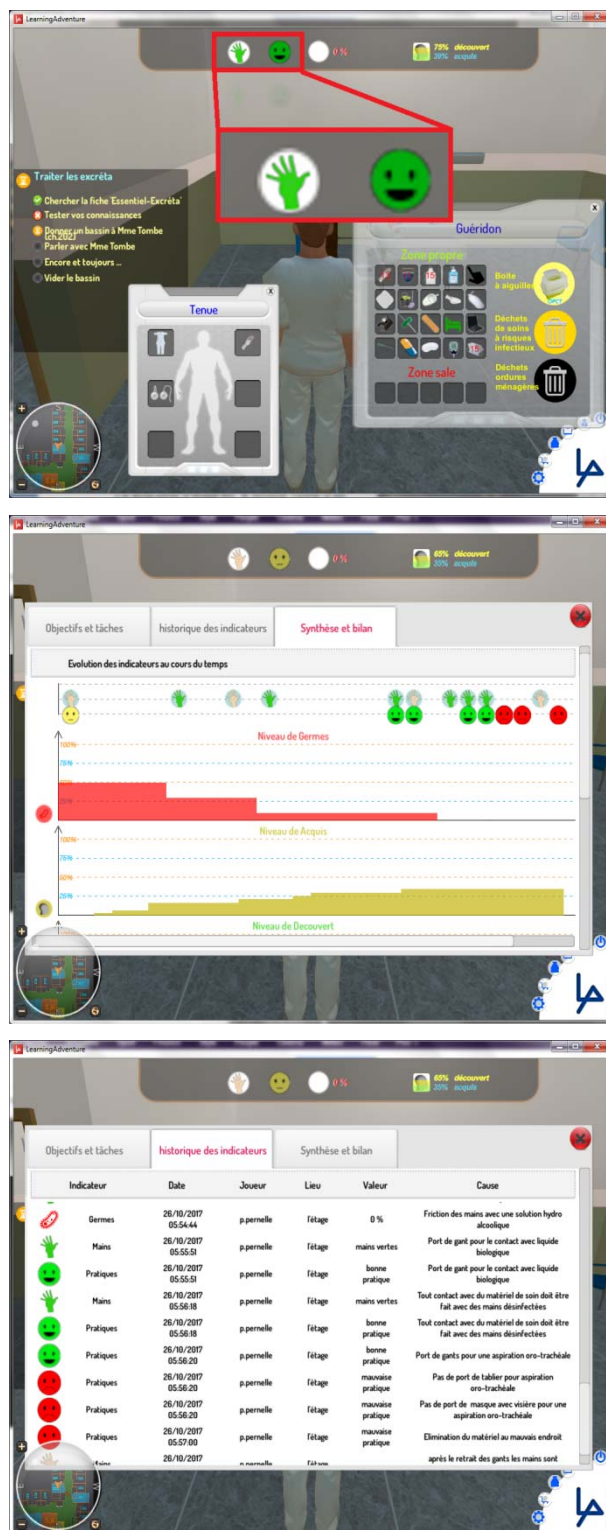 LearningAdventure
0 %
75% découvert
Traiter les excréta
Chercher la fiche 'Essentiel-Excréta'
Tester vos connaissances
Donner un bassin à Mme Tombe
(ch.202)
Parler avec Mme Tombe
Encore et toujours ...
Vider le bassin
Tenue
Guéridon
Zone propre
Boite
à aiguilles
Déchets
de soins
à risques
infectieux
Zone sale
Déchets
ordures
ménagères
LearningAdventure
0 %
65% découvert
35% acquis
Objectifs et tâches
historique des indicateurs
Synthèse et bilan
Evolution des indicateurs au cours du temps
Niveau de Germes
100%
Niveau de Acquis
100%
Niveau de Decouvert
LearningAdventure
0 %
65% découvert
35% acquis
Objectifs et tâches
historique des indicateurs
Synthèse et bilan
Indicateur Date Joueur Lieu Valeur Cause
Germes 26/10/2017 05:54:44 p.pernelle l'étage 0 % Friction des mains avec une solution hydro alcoolique
Mains 26/10/2017 05:55:51 p.pernelle l'étage mains vertes Port de gant pour le contact avec liquide biologique
Pratiques 26/10/2017 05:55:51 p.pernelle l'étage bonne pratique Port de gant pour le contact avec liquide biologique
Mains 26/10/2017 05:56:18 p.pernelle l'étage mains vertes Tout contact avec du matériel de soin doit être fait avec des mains désinfectées
Pratiques 26/10/2017 05:56:18 p.pernelle l'étage bonne pratique Tout contact avec du matériel de soin doit être fait avec des mains désinfectées
Pratiques 26/10/2017 05:56:20 p.pernelle l'étage bonne pratique Port de gants pour une aspiration oro-trachéale
Pratiques 26/10/2017 05:56:20 p.pernelle l'étage mauvaise pratique Pas de port de tablier pour aspiration oro-trachéale
Pratiques 26/10/2017 05:56:20 p.pernelle l'étage mauvaise pratique Pas de port de masque avec visière pour une aspiration oro-trachéale
Pratiques 26/10/2017 05:57:00 p.pernelle l'étage mauvaise pratique Elimination du matériel au mauvais endroit
Mains 26/10/2017 p.pernelle l'étage après le retrait des gants les mains sont